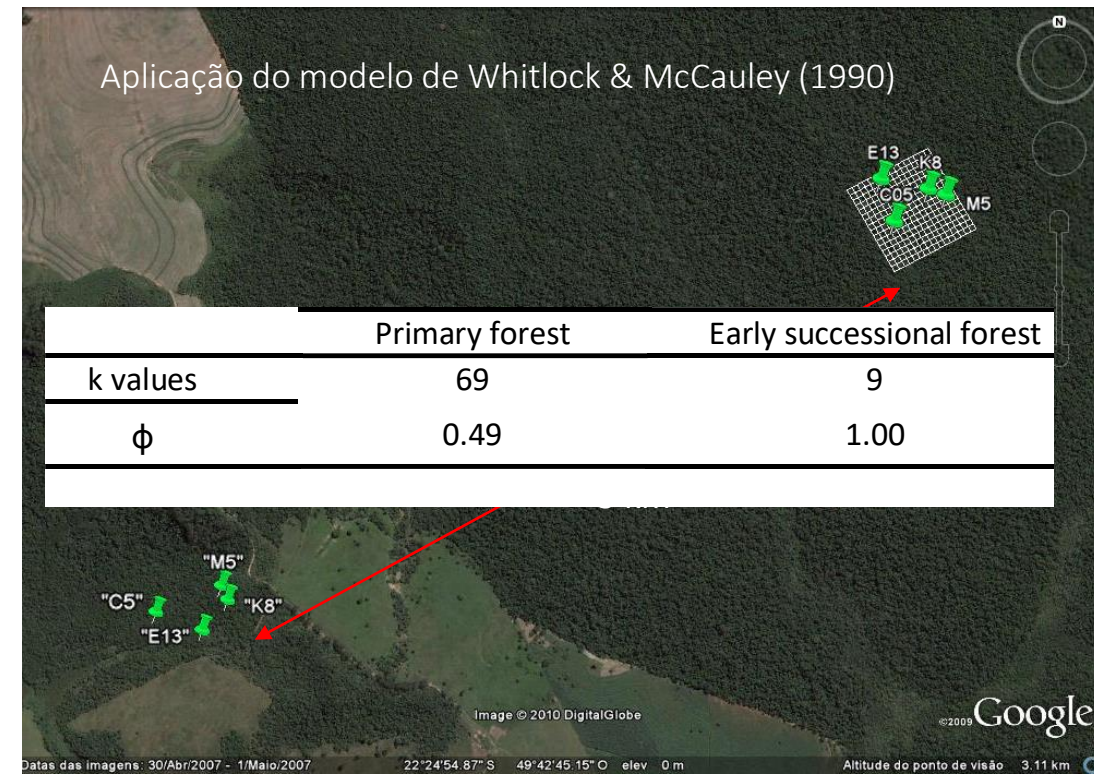 N
Aplicação do modelo de Whitlock & McCauley (1990)
E13
K8
C05
M5
Primary forest Early successional forest
k values 69 9
ϕ 0.49 1.00
"M5"
"C5"
"K8"
"E13"
Image © 2010 DigitalGlobe
©2009 Google
Datas das imagens: 30/Abr/2007 - 1/Maio/2007 22°24'54.87" S 49°42'45.15" O elev 0 m Altitude do ponto de visão 3.11 km